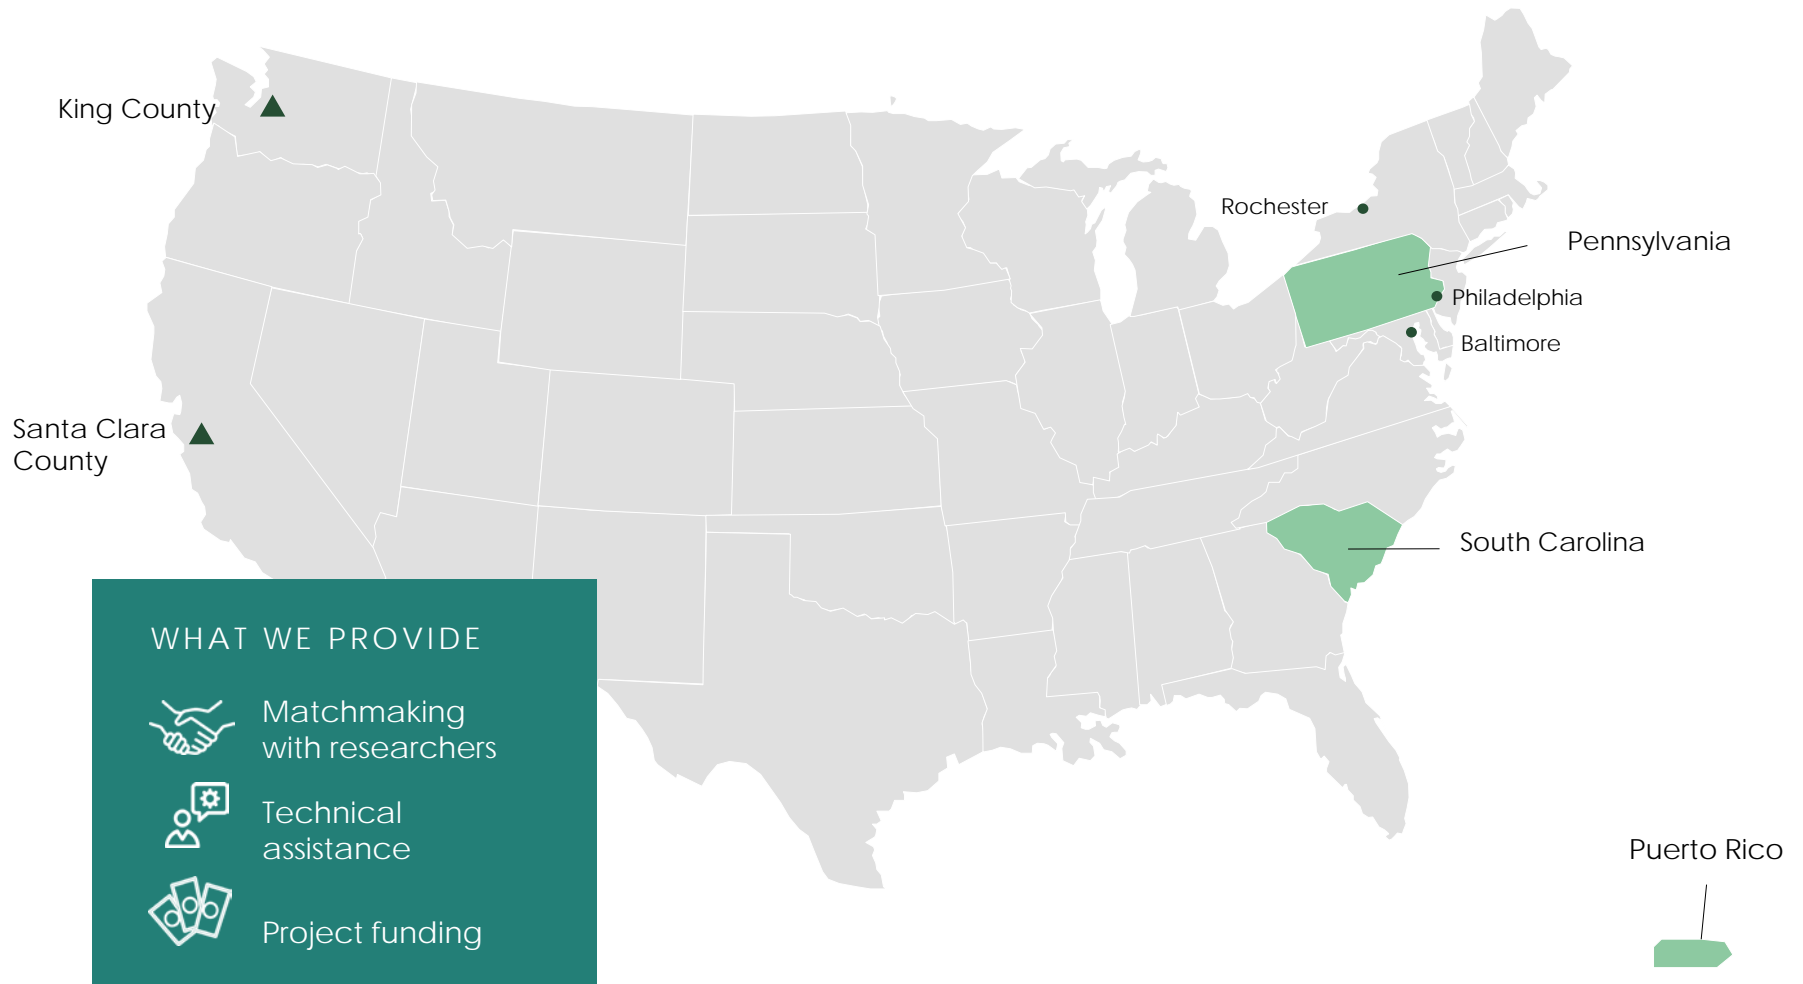 King County
Rochester
Pennsylvania
Philadelphia
Baltimore
Santa Clara
County
South Carolina
WHAT WE PROVIDE
Matchmaking
with researchers
Technical
assistance
Project funding
Puerto Rico